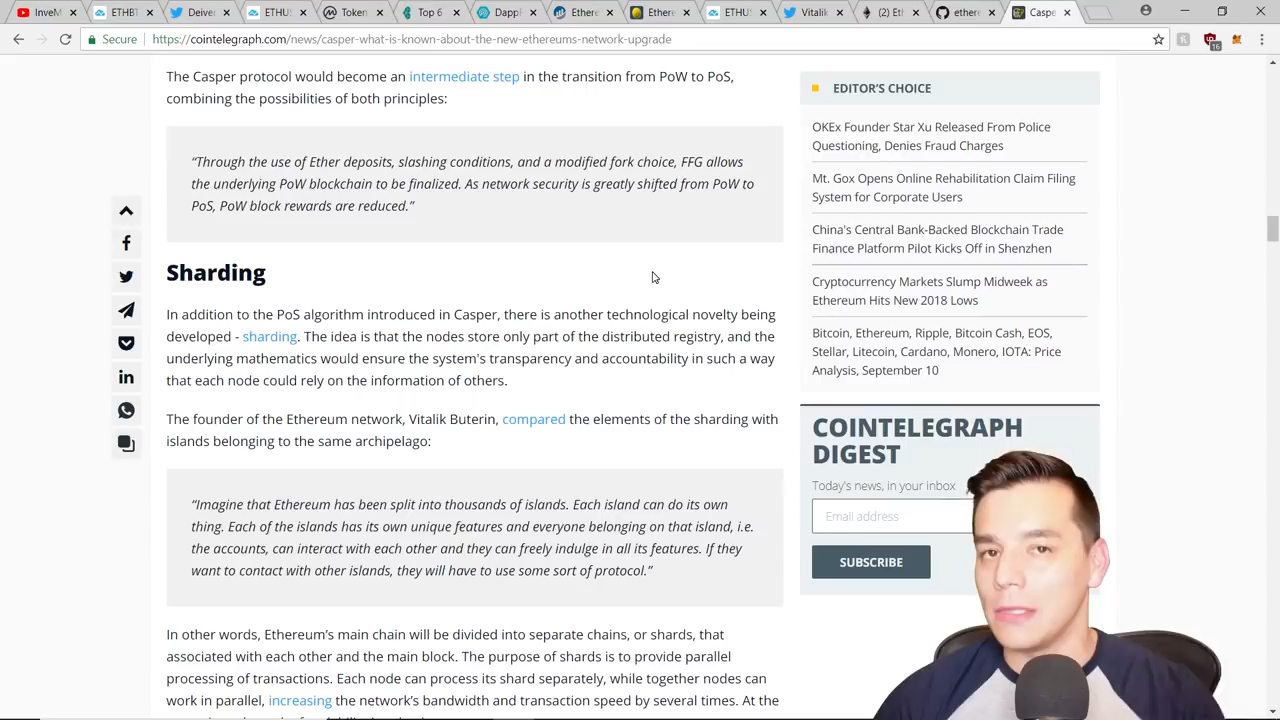 InveM
ETHBT
Deiver
ETHUS
Token
Top 6
Dappl
Ethere
Ethere
ETHUS
Vitalik
(2) Et
ethere
Caspe
Secure
https://cointelegraph.com/news/casper-what-is-known-about-the-new-ethereums-network-upgrade
16
The Casper protocol would become an intermediate step in the transition from PoW to PoS,
combining the possibilities of both principles:
“Through the use of Ether deposits, slashing conditions, and a modified fork choice, FFG allows
the underlying PoW blockchain to be finalized. As network security is greatly shifted from PoW to
PoS, PoW block rewards are reduced.”
Sharding
In addition to the PoS algorithm introduced in Casper, there is another technological novelty being
developed - sharding. The idea is that the nodes store only part of the distributed registry, and the
underlying mathematics would ensure the system's transparency and accountability in such a way
that each node could rely on the information of others.
The founder of the Ethereum network, Vitalik Buterin, compared the elements of the sharding with
islands belonging to the same archipelago:
“Imagine that Ethereum has been split into thousands of islands. Each island can do its own
thing. Each of the islands has its own unique features and everyone belonging on that island, i.e.
the accounts, can interact with each other and they can freely indulge in all its features. If they
want to contact with other islands, they will have to use some sort of protocol.”
In other words, Ethereum’s main chain will be divided into separate chains, or shards, that
associated with each other and the main block. The purpose of shards is to provide parallel
processing of transactions. Each node can process its shard separately, while together nodes can
work in parallel, increasing the network’s bandwidth and transaction speed by several times. At the
EDITOR’S CHOICE
OKEx Founder Star Xu Released From Police
Questioning, Denies Fraud Charges
Mt. Gox Opens Online Rehabilitation Claim Filing
System for Corporate Users
China's Central Bank-Backed Blockchain Trade
Finance Platform Pilot Kicks Off in Shenzhen
Cryptocurrency Markets Slump Midweek as
Ethereum Hits New 2018 Lows
Bitcoin, Ethereum, Ripple, Bitcoin Cash, EOS,
Stellar, Litecoin, Cardano, Monero, IOTA: Price
Analysis, September 10
COINTELEGRAPH
DIGEST
Today's news, in your inbox
Email address
SUBSCRIBE